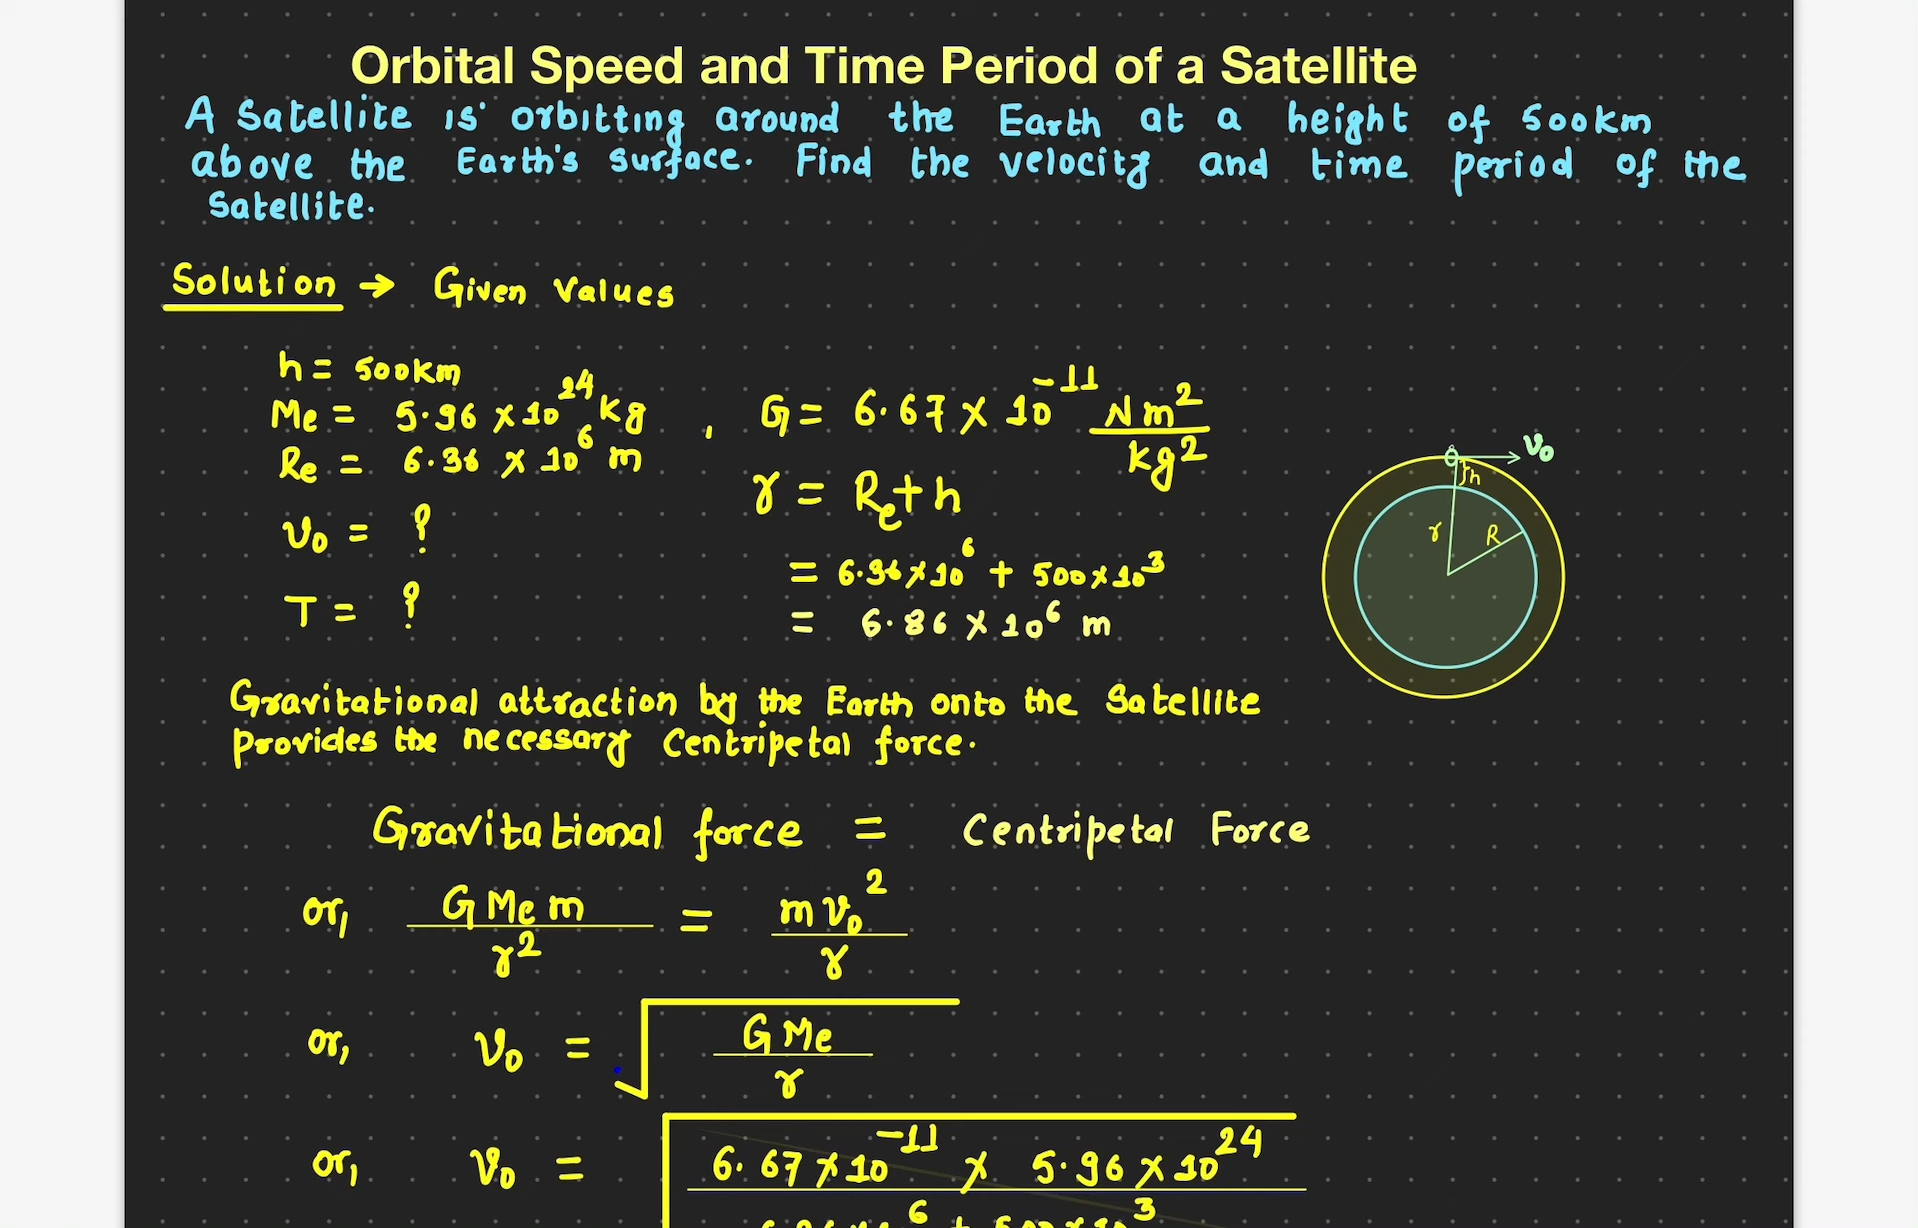 Orbital Speed and Time Period of a Satellite
A Satellite is orbitting around the Earth at a height of 500km
above the Earth's surface. Find the velocity and time period of the
Satellite.
Solution → Given Values
h = 500km
Me = 5.96 × 10^24 kg , G = 6.67 × 10^-11 Nm^2/kg^2
Re = 6.36 × 10^6 m
r = Re + h
v₀ = ?
= 6.36 × 10^6 + 500 × 10^3
T = ?
= 6.86 × 10^6 m
v₀
h
r
R
Gravitational attraction by the Earth onto the Satellite
provides the necessary Centripetal force.
Gravitational force = Centripetal Force
or, G Me m / r^2 = m v₀^2 / r
or, v₀ = √(G Me / r)
or, v₀ = √(6.67 × 10^-11 × 5.96 × 10^24